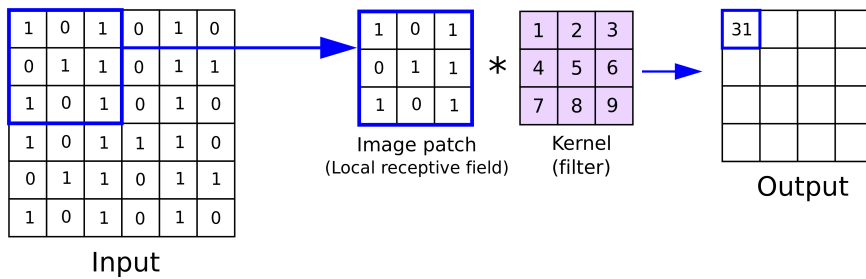 1 0 1 0 1 0
0 1 1 0 1 1
1 0 1 0 1 0
1 0 1 1 1 0
0 1 1 0 1 1
1 0 1 0 1 0
Input
1 0 1
0 1 1
1 0 1
Image patch
(Local receptive field)
*
1 2 3
4 5 6
7 8 9
Kernel
(filter)
31
Output